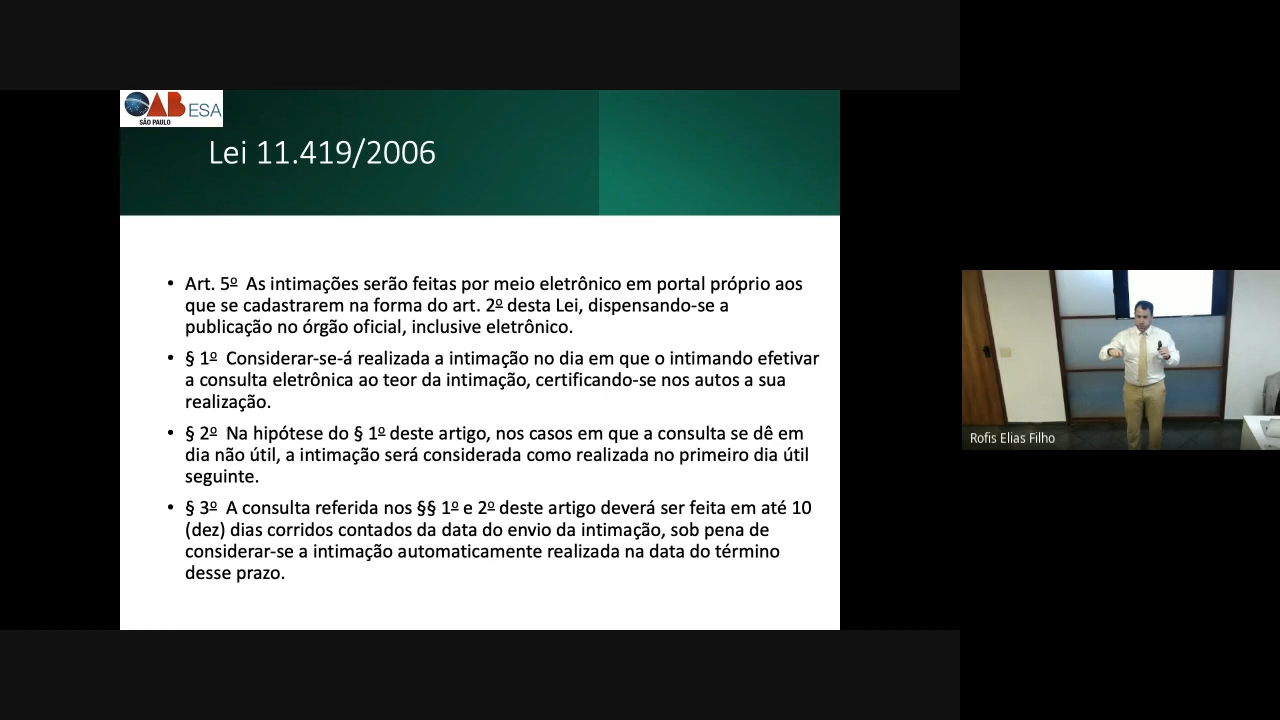 OAB ESA
SÃO PAULO
Lei 11.419/2006
• Art. 5º  As intimações serão feitas por meio eletrônico em portal próprio aos
que se cadastrarem na forma do art. 2º desta Lei, dispensando-se a
publicação no órgão oficial, inclusive eletrônico.
• § 1º  Considerar-se-á realizada a intimação no dia em que o intimando efetivar
a consulta eletrônica ao teor da intimação, certificando-se nos autos a sua
realização.
• § 2º  Na hipótese do § 1º deste artigo, nos casos em que a consulta se dê em
dia não útil, a intimação será considerada como realizada no primeiro dia útil
seguinte.
• § 3º  A consulta referida nos §§ 1º e 2º deste artigo deverá ser feita em até 10
(dez) dias corridos contados da data do envio da intimação, sob pena de
considerar-se a intimação automaticamente realizada na data do término
desse prazo.
Rofis Elias Filho